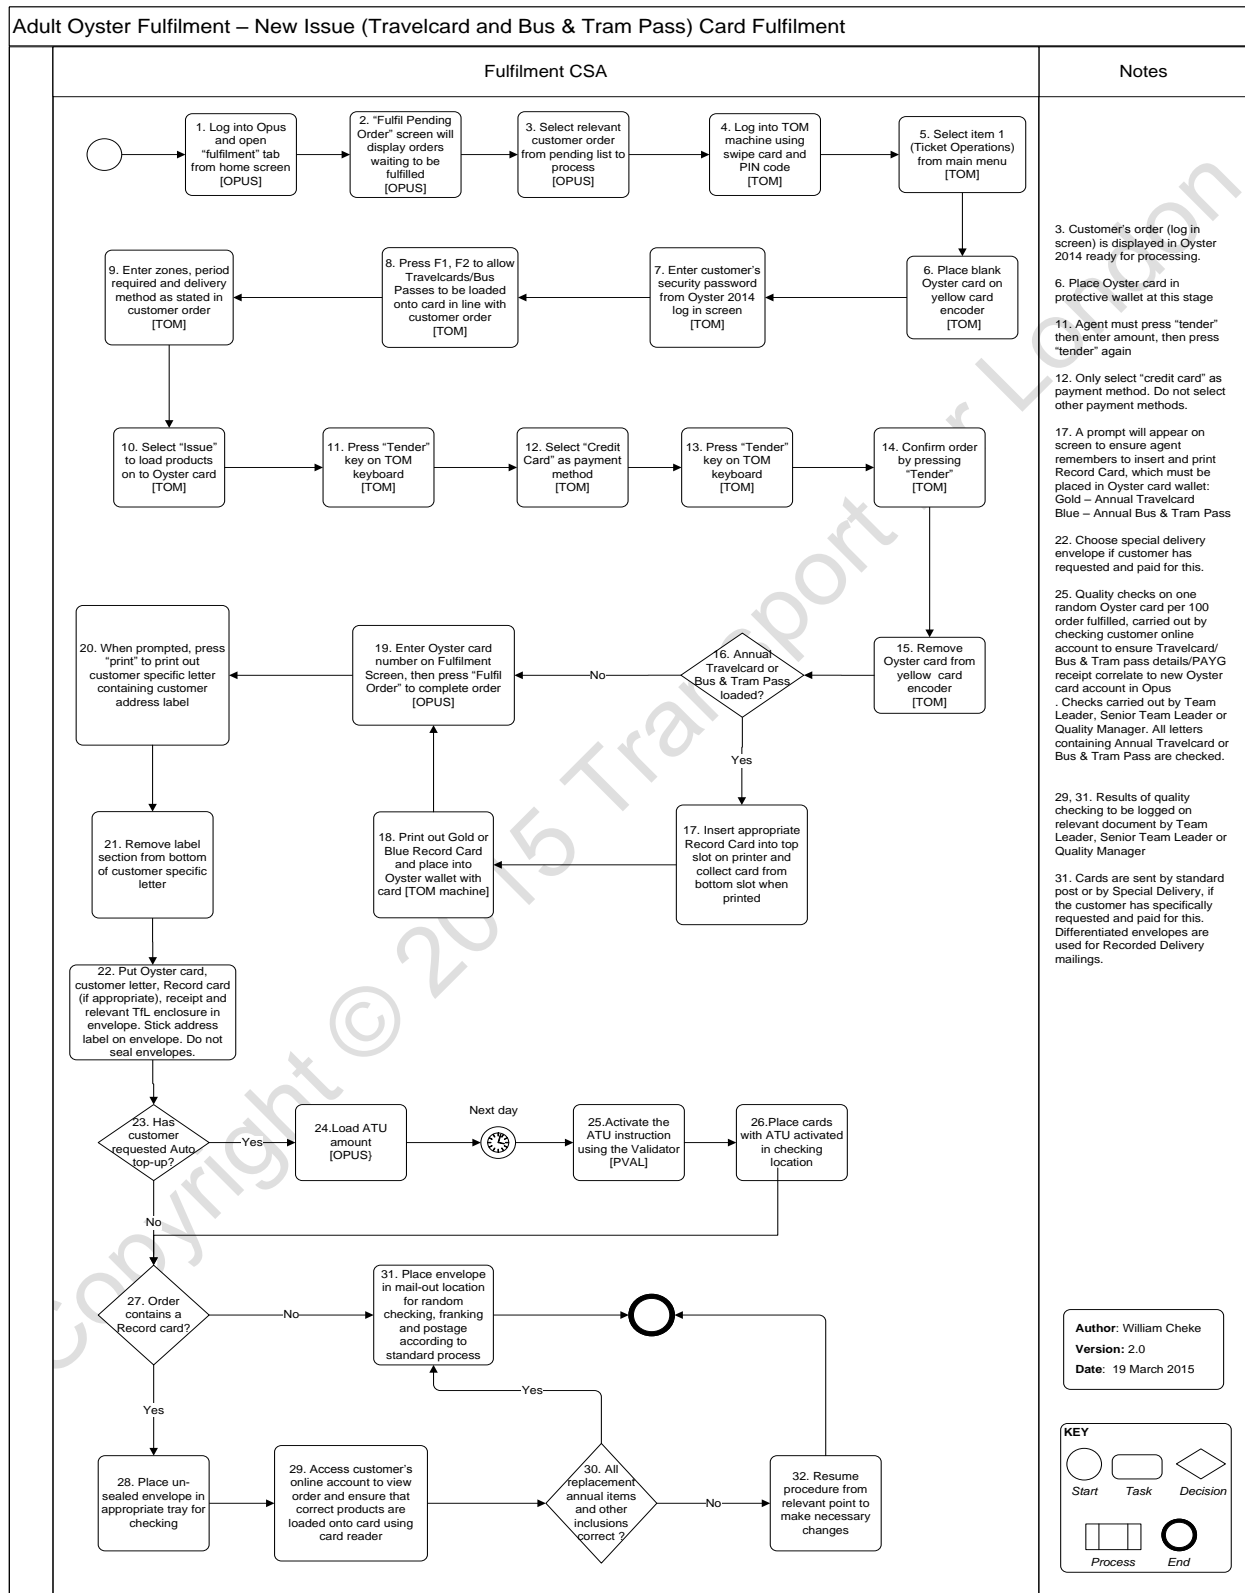 Adult Oyster Fulfilment – New Issue (Travelcard and Bus & Tram Pass) Card Fulfilment
Fulfilment CSA
Notes
1. Log into Opus
and open
“fulfilment” tab
from home screen
[OPUS]
2. “Fulfil Pending
Order” screen will
display orders
waiting to be
fulfilled
[OPUS]
3. Select relevant
customer order
from pending list to
process
[OPUS]
4. Log into TOM
machine using
swipe card and
PIN code
[TOM]
5. Select item 1
(Ticket Operations)
from main menu
[TOM]
6. Place blank
Oyster card on
yellow card
encoder
[TOM]
7. Enter customer’s
security password
from Oyster 2014
log in screen
[TOM]
8. Press F1, F2 to allow
Travelcards/Bus
Passes to be loaded
onto card in line with
customer order
[TOM]
9. Enter zones, period
required and delivery
method as stated in
customer order
[TOM]
10. Select “Issue”
to load products
on to Oyster card
[TOM]
11. Press “Tender”
key on TOM
keyboard
[TOM]
12. Select “Credit
Card” as payment
method
[TOM]
13. Press “Tender”
key on TOM
keyboard
[TOM]
14. Confirm order
by pressing
“Tender”
[TOM]
15. Remove
Oyster card from
yellow card
encoder
[TOM]
16. Annual
Travelcard or
Bus & Tram Pass
loaded?
No
Yes
17. Insert appropriate
Record Card into top
slot on printer and
collect card from
bottom slot when
printed
18. Print out Gold or
Blue Record Card
and place into
Oyster wallet with
card [TOM machine]
19. Enter Oyster card
number on Fulfilment
Screen, then press “Fulfil
Order” to complete order
[OPUS]
20. When prompted, press
“print” to print out
customer specific letter
containing customer
address label
21. Remove label
section from bottom
of customer specific
letter
22. Put Oyster card,
customer letter, Record card
(if appropriate), receipt and
relevant TfL enclosure in
envelope. Stick address
label on envelope. Do not
seal envelopes.
23. Has
customer
requested Auto
top-up?
Yes
No
24.Load ATU
amount
[OPUS}
Next day
25.Activate the
ATU instruction
using the Validator
[PVAL]
26.Place cards
with ATU activated
in checking
location
27. Order
contains a
Record card?
No
Yes
31. Place envelope
in mail-out location
for random
checking, franking
and postage
according to
standard process
28. Place un-
sealed envelope in
appropriate tray for
checking
29. Access customer’s
online account to view
order and ensure that
correct products are
loaded onto card using
card reader
30. All
replacement
annual items
and other
inclusions
correct ?
Yes
No
32. Resume
procedure from
relevant point to
make necessary
changes
3. Customer’s order (log in
screen) is displayed in Oyster
2014 ready for processing.
6. Place Oyster card in
protective wallet at this stage
11. Agent must press “tender”
then enter amount, then press
“tender” again
12. Only select “credit card” as
payment method. Do not select
other payment methods.
17. A prompt will appear on
screen to ensure agent
remembers to insert and print
Record Card, which must be
placed in Oyster card wallet:
Gold – Annual Travelcard
Blue – Annual Bus & Tram Pass
22. Choose special delivery
envelope if customer has
requested and paid for this.
25. Quality checks on one
random Oyster card per 100
order fulfilled, carried out by
checking customer online
account to ensure Travelcard/
Bus & Tram pass details/PAYG
receipt correlate to new Oyster
card account in Opus
. Checks carried out by Team
Leader, Senior Team Leader or
Quality Manager. All letters
containing Annual Travelcard or
Bus & Tram Pass are checked.
29, 31. Results of quality
checking to be logged on
relevant document by Team
Leader, Senior Team Leader or
Quality Manager
31. Cards are sent by standard
post or by Special Delivery, if
the customer has specifically
requested and paid for this.
Differentiated envelopes are
used for Recorded Delivery
mailings.
Author: William Cheke
Version: 2.0
Date: 19 March 2015
KEY
Start
Task
Decision
Process
End
Copyright © 2015 Transport for London